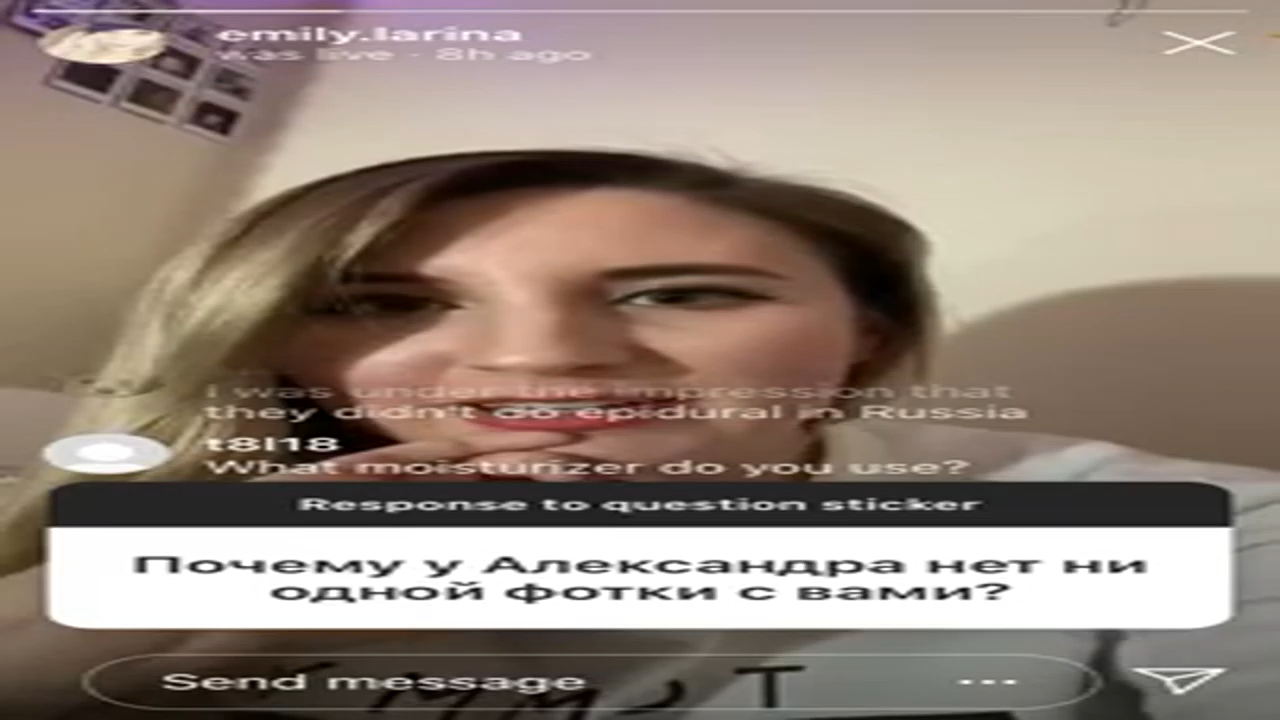 emily.larina
was live · 8h ago
I was under the impression that
they didn't do epidural in Russia
t8l18
What moisturizer do you use?
Response to question sticker
Почему у Александра нет ни
одной фотки с вами?
Send message